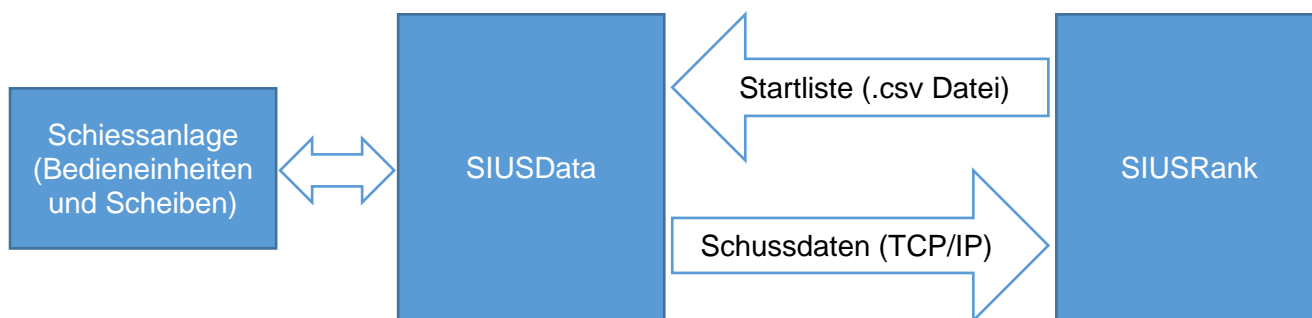 Schiessanlage
(Bedieneinheiten
und Scheiben)
SIUSData
Startliste (.csv Datei)
Schussdaten (TCP/IP)
SIUSRank